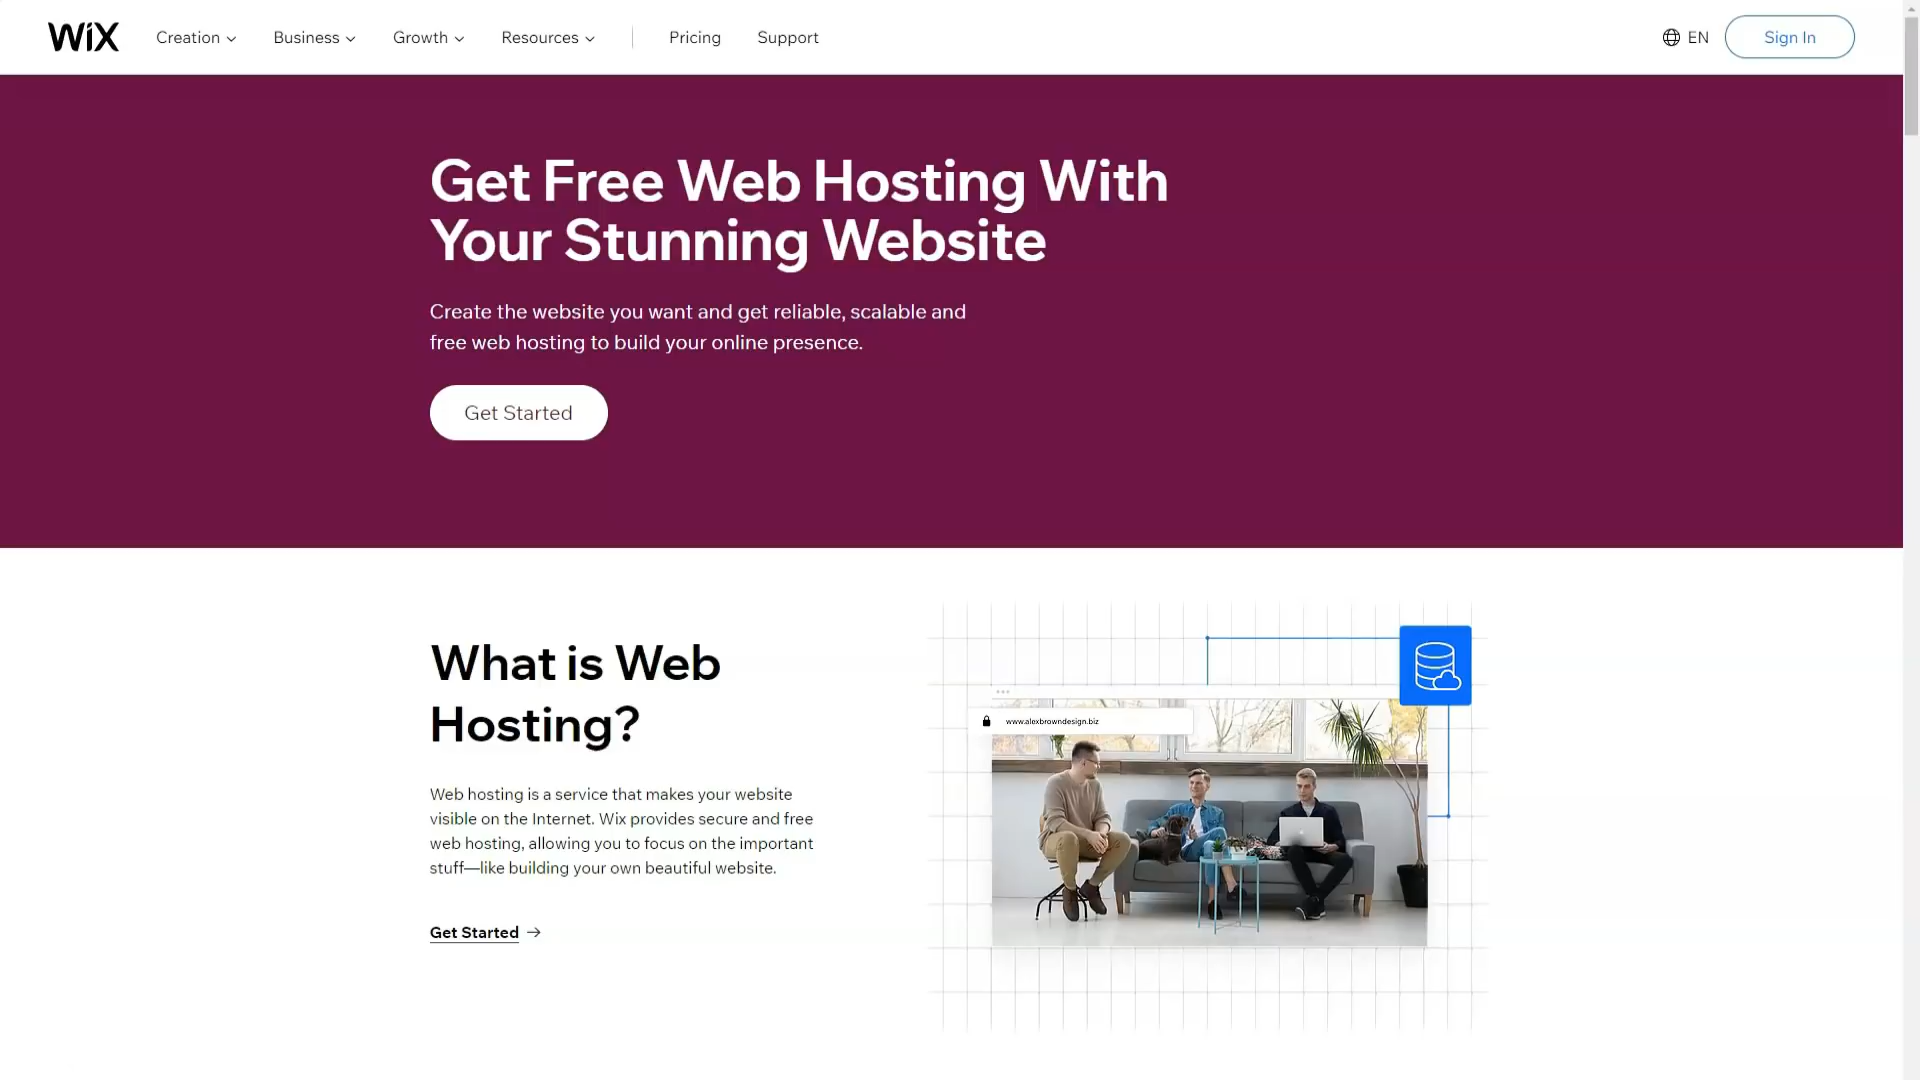 WiX
Creation
Business
Growth
Resources
Pricing
Support
EN
Sign In
Get Free Web Hosting With
Your Stunning Website
Create the website you want and get reliable, scalable and
free web hosting to build your online presence.
Get Started
What is Web
Hosting?
Web hosting is a service that makes your website
visible on the Internet. Wix provides secure and free
web hosting, allowing you to focus on the important
stuff—like building your own beautiful website.
Get Started
www.alexbrowndesign.biz